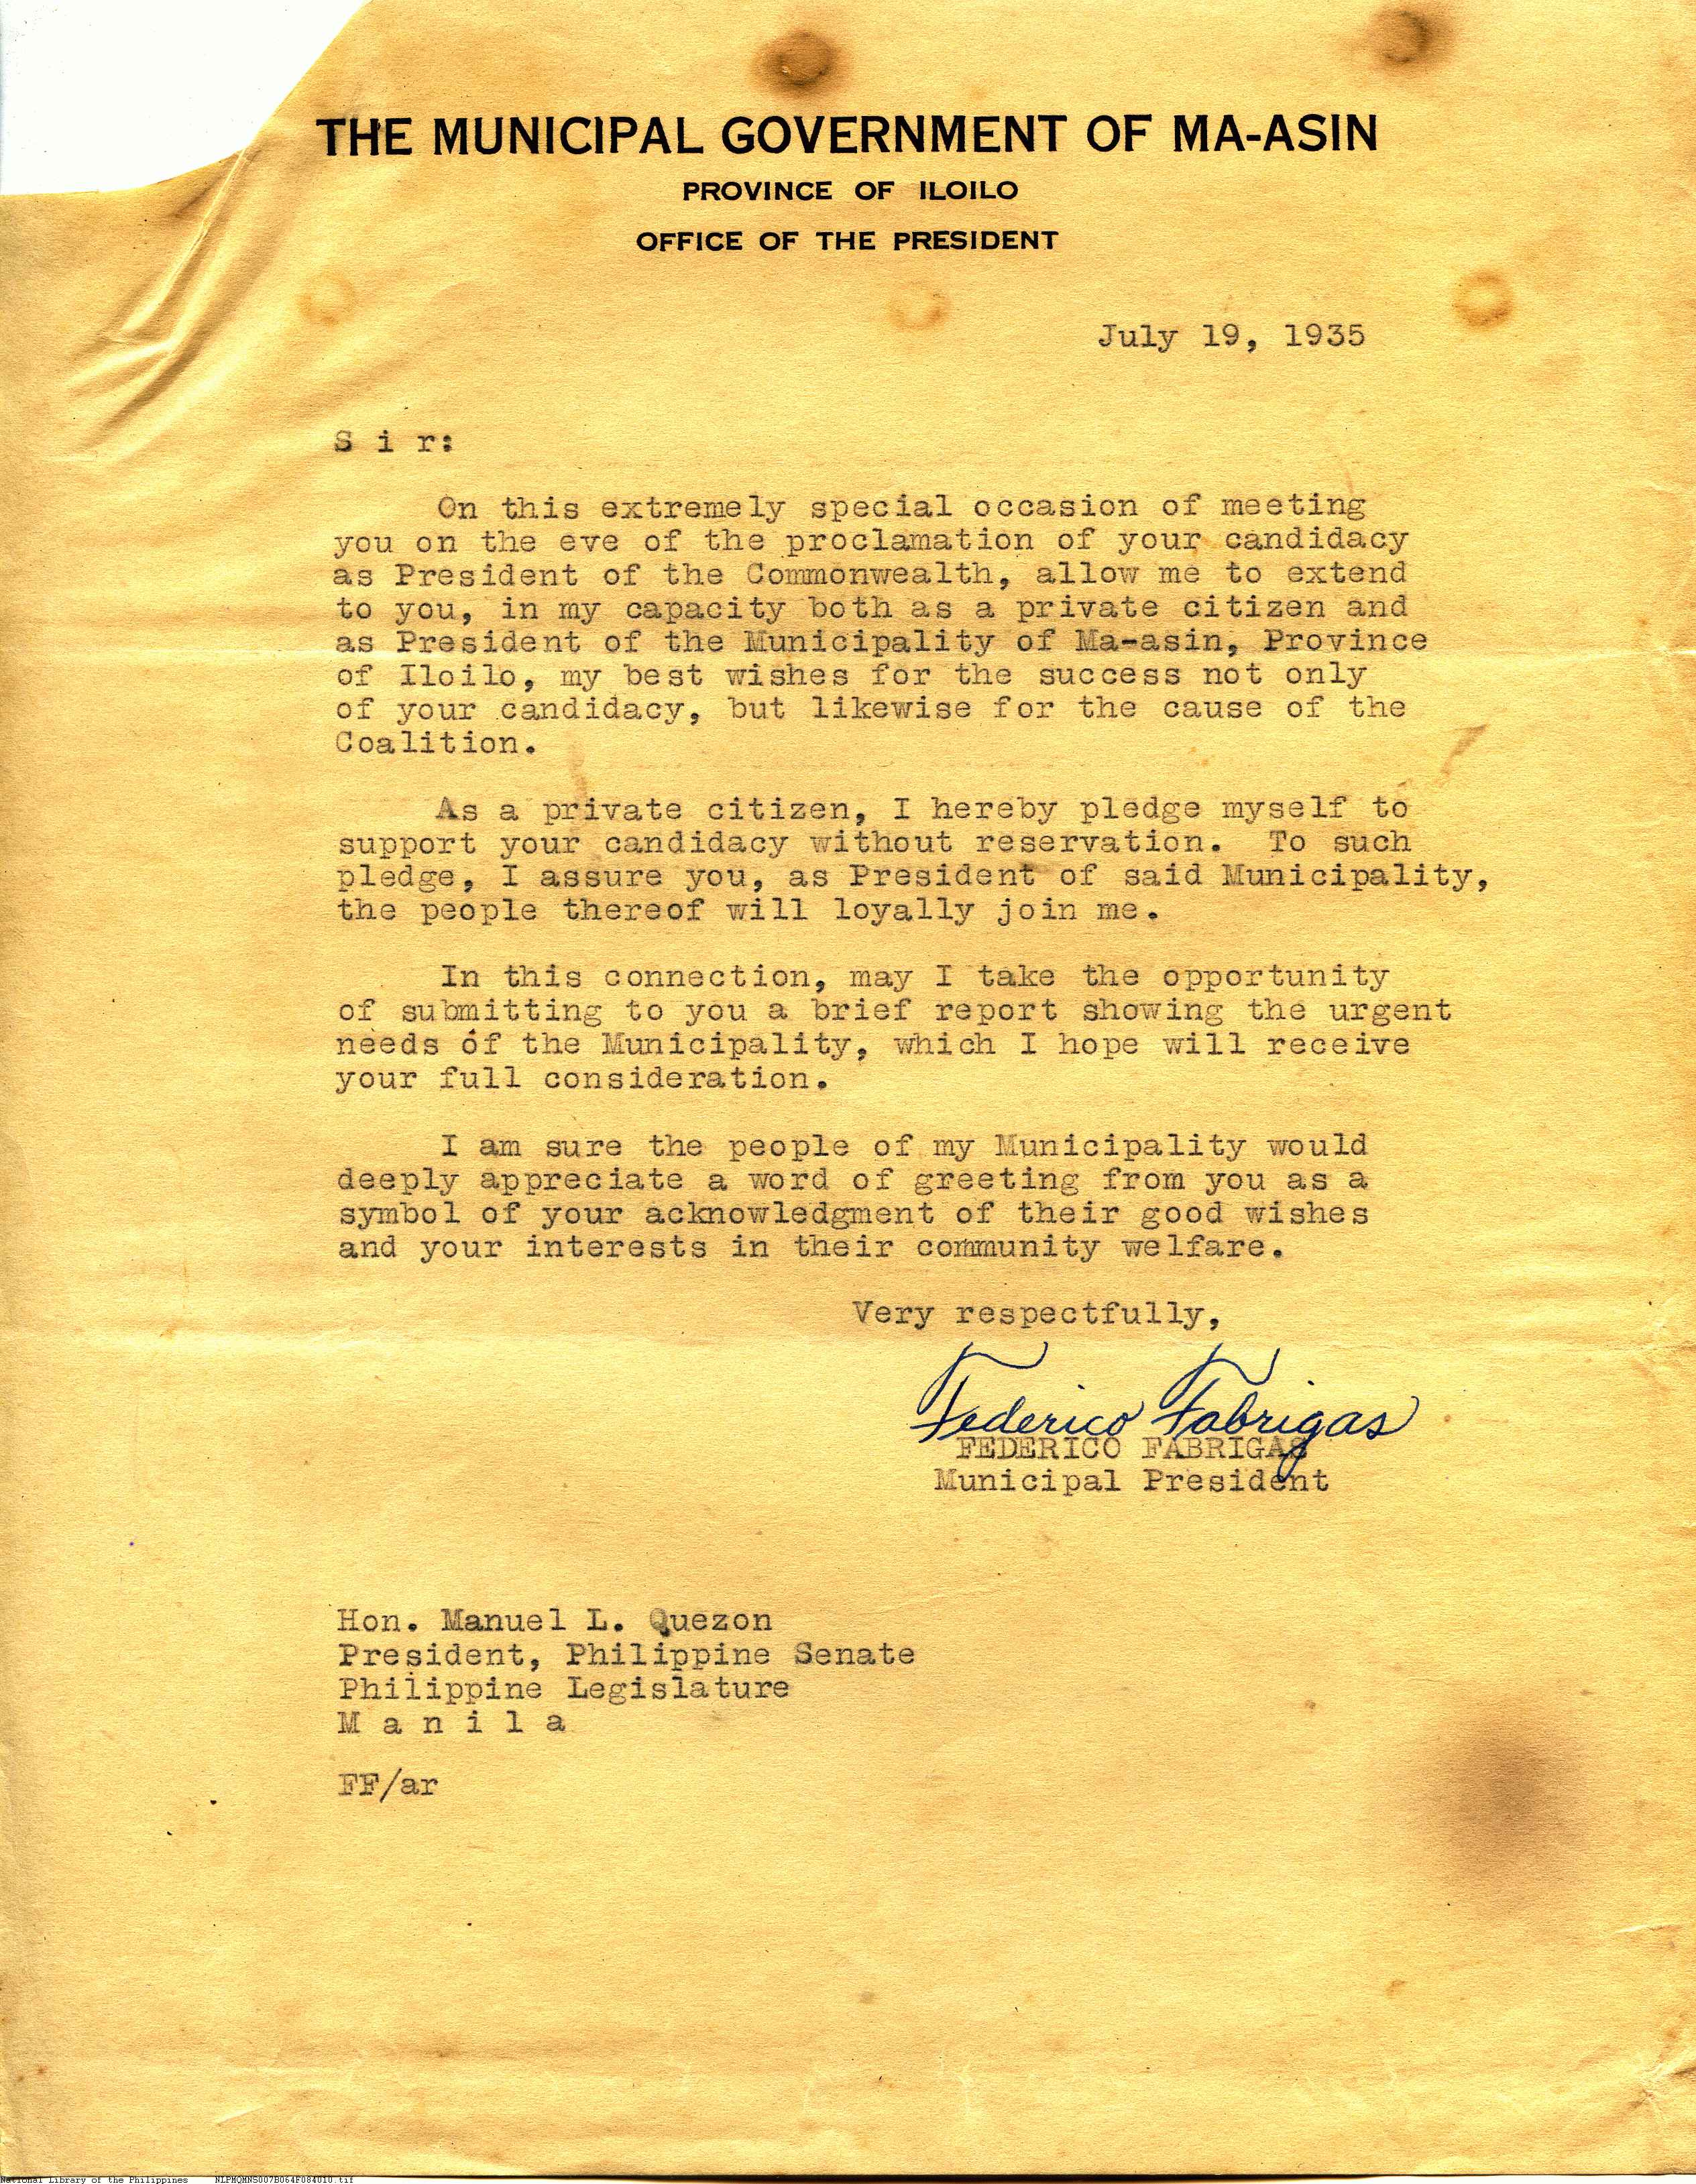 THE MUNICIPAL GOVERNMENT OF MA-ASIN
PROVINCE OF ILOILO
OFFICE OF THE PRESIDENT
July 19, 1935
S i r:
On this extremely special occasion of meeting
you on the eve of the proclamation of your candidacy
as President of the Commonwealth, allow me to extend
to you, in my capacity both as a private citizen and
as President of the Municipality of Ma-asin, Province
of Iloilo, my best wishes for the success not only
of your candidacy, but likewise for the cause of the
Coalition.
As a private citizen, I hereby pledge myself to
support your candidacy without reservation. To such
pledge, I assure you, as President of said Municipality,
the people thereof will loyally join me.
In this connection, may I take the opportunity
of submitting to you a brief report showing the urgent
needs of the Municipality, which I hope will receive
your full consideration.
I am sure the people of my Municipality would
deeply appreciate a word of greeting from you as a
symbol of your acknowledgment of their good wishes
and your interests in their community welfare.
Very respectfully,
Federico Fabrigas
FEDERICO FABRIGAS
Municipal President
Hon. Manuel L. Quezon
President, Philippine Senate
Philippine Legislature
M a n i l a
FF/ar
National Library of the Philippines NLPMQMNS007B064F084010.tif